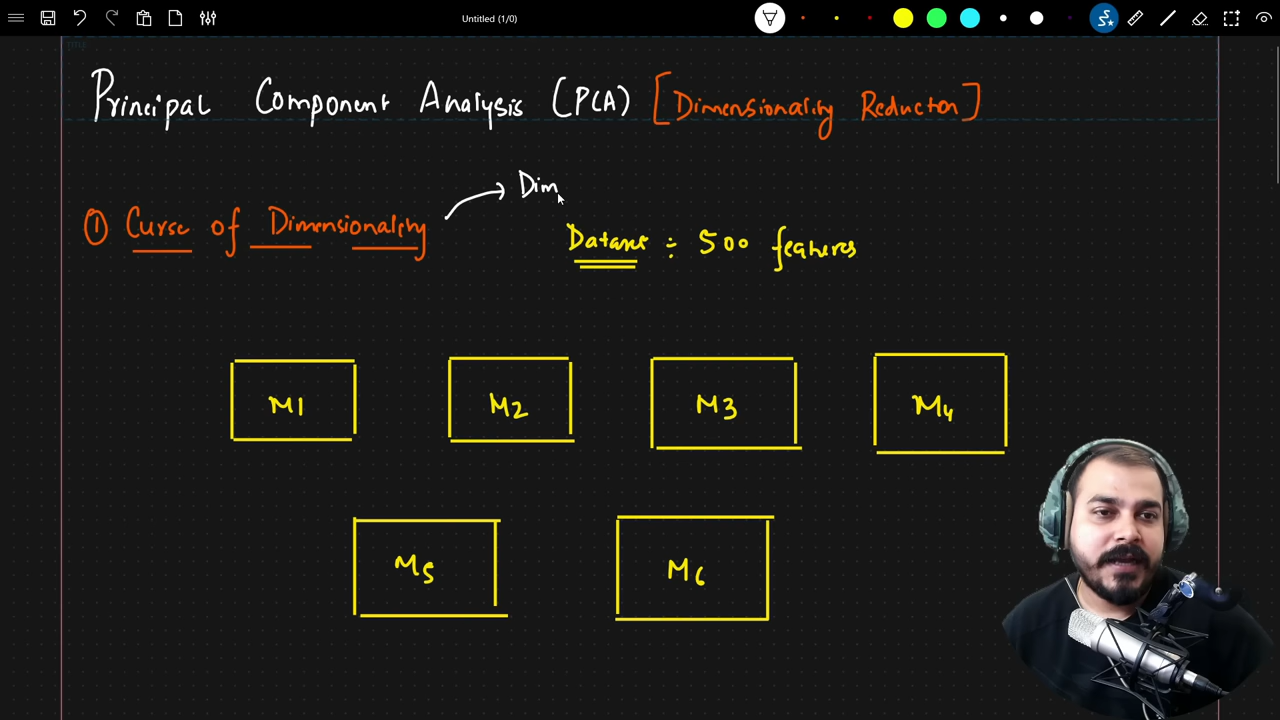 Untitled (1/0)
Principal Component Analysis (PCA) [Dimensionality Reducton]
① Curse of Dimensionality → Dim
Dataset ÷ 500 features
M1 M2 M3 M4
M5 M6